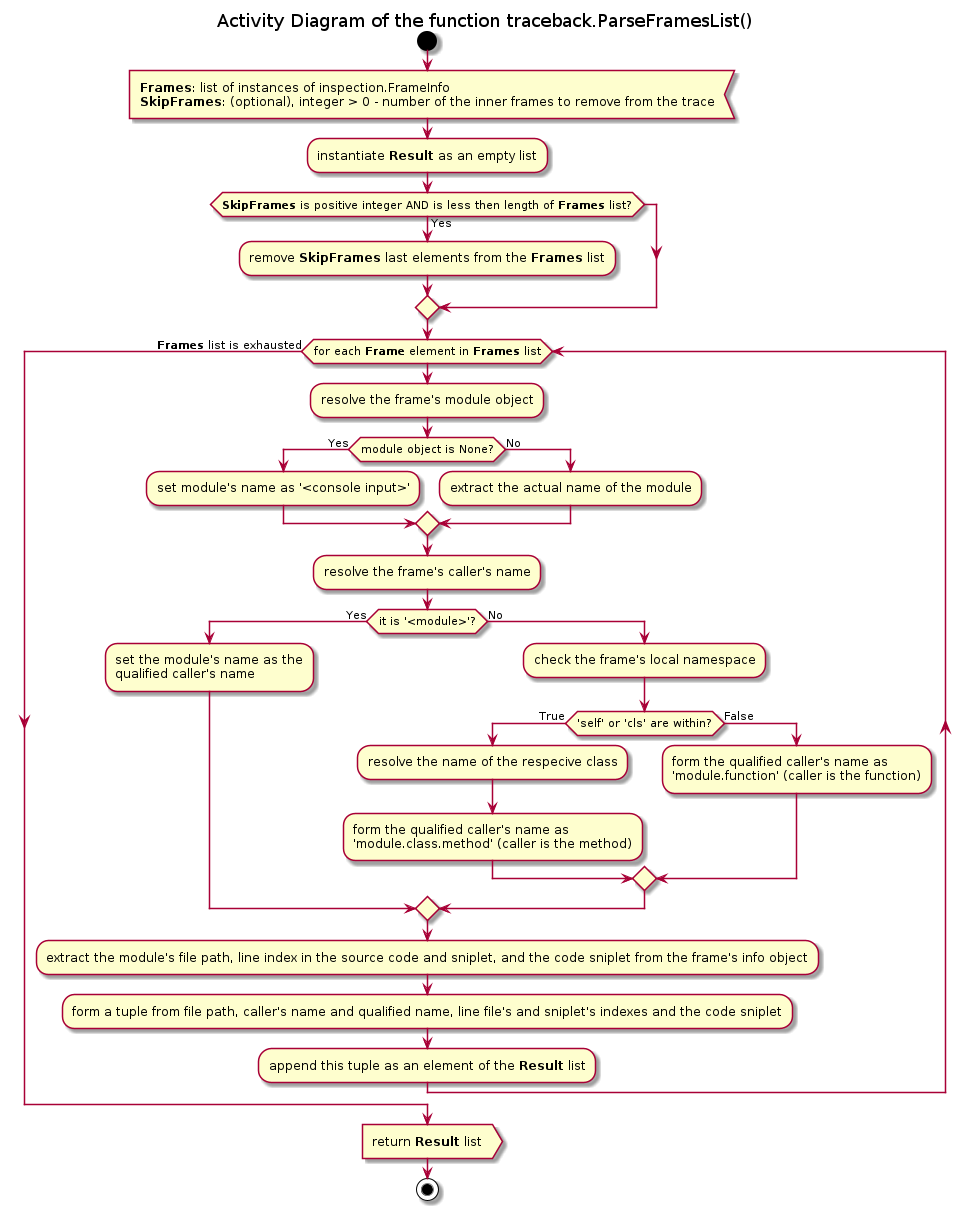 Activity Diagram of the function traceback.ParseFramesList()
Frames: list of instances of inspection.FrameInfo
SkipFrames: (optional), integer > 0 - number of the inner frames to remove from the trace
instantiate Result as an empty list
SkipFrames is positive integer AND is less then length of Frames list?
Yes
remove SkipFrames last elements from the Frames list
Frames list is exhausted
for each Frame element in Frames list
resolve the frame's module object
Yes
module object is None?
No
set module's name as '<console input>'
extract the actual name of the module
resolve the frame's caller's name
Yes
it is '<module>'?
No
set the module's name as the
qualified caller's name
check the frame's local namespace
True
'self' or 'cls' are within?
False
resolve the name of the respecive class
form the qualified caller's name as
'module.function' (caller is the function)
form the qualified caller's name as
'module.class.method' (caller is the method)
extract the module's file path, line index in the source code and sniplet, and the code sniplet from the frame's info object
form a tuple from file path, caller's name and qualified name, line file's and sniplet's indexes and the code sniplet
append this tuple as an element of the Result list
return Result list